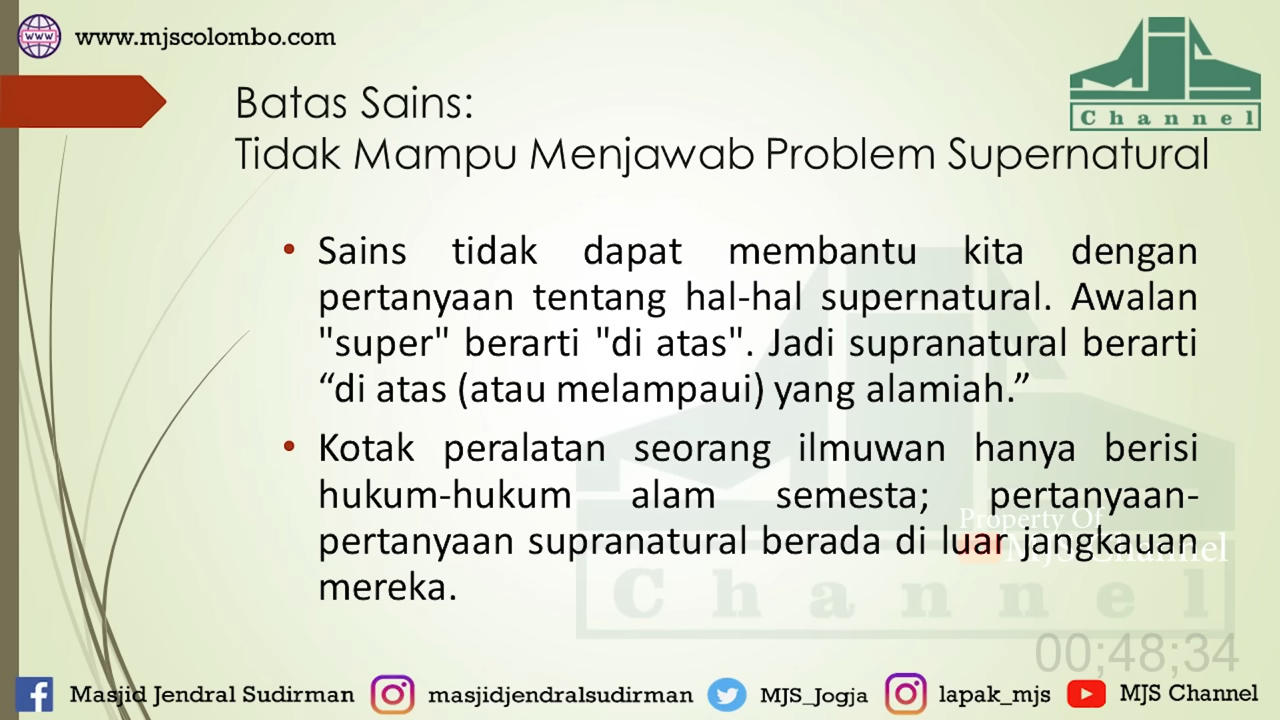 www
www.mjscolombo.com
MJS
Channel
Batas Sains:
Tidak Mampu Menjawab Problem Supernatural
• Sains tidak dapat membantu kita dengan
pertanyaan tentang hal-hal supernatural. Awalan
"super" berarti "di atas". Jadi supranatural berarti
“di atas (atau melampaui) yang alamiah.”
• Kotak peralatan seorang ilmuwan hanya berisi
hukum-hukum alam semesta; pertanyaan-
pertanyaan supranatural berada di luar jangkauan
mereka.
Property Of
MJS Channel
Channel
00;48;34
Masjid Jendral Sudirman masjidjendralsudirman MJS_Jogja lapak_mjs MJS Channel